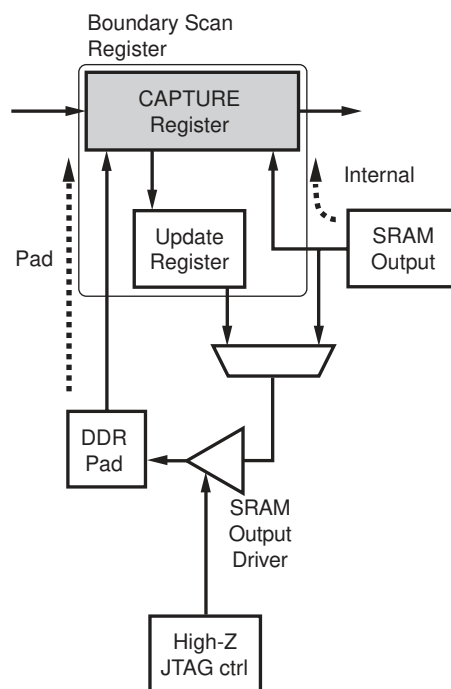 Boundary Scan
Register
CAPTURE
Register
Internal
Update
Register
SRAM
Output
Pad
DDR
Pad
SRAM
Output
Driver
High-Z
JTAG ctrl